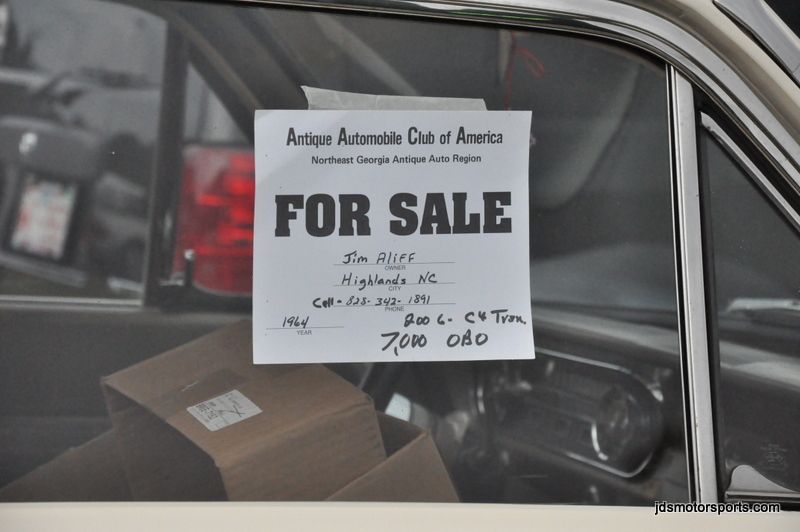 Antique Automobile Club of America
Northeast Georgia Antique Auto Region
FOR SALE
Jim Aliff
OWNER
Highlands NC
CITY
Cell - 828-342-1891
PHONE
1964
YEAR
200 6 - C4 Tran.
7,000 OBO
jdsmotorsports.com